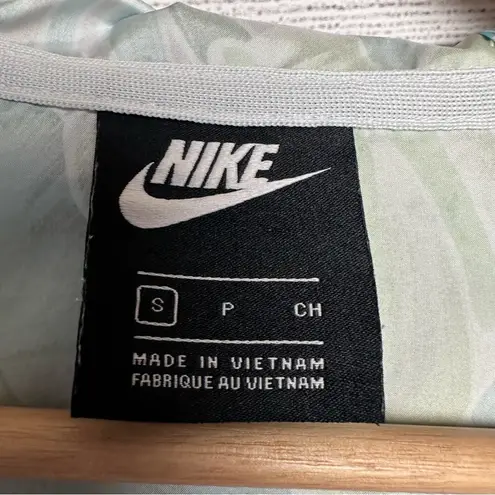 NIKE
S P CH
MADE IN VIETNAM
FABRIQUE AU VIETNAM